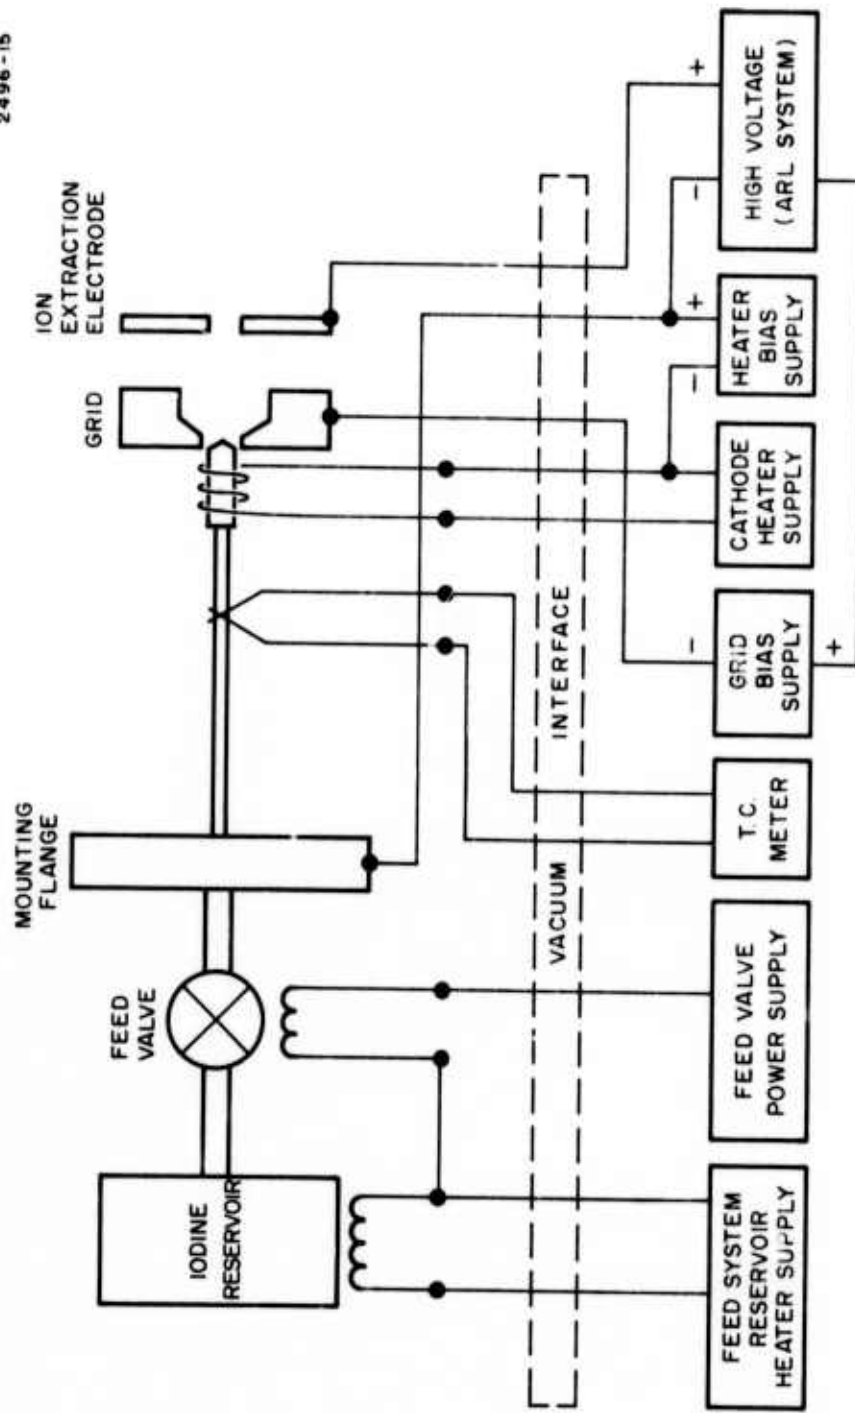 2496-15
ION
EXTRACTION
ELECTRODE
GRID
MOUNTING
FLANGE
FEED
VALVE
IODINE
RESERVOIR
VACUUM INTERFACE
+
-
+
-
-
+
HIGH VOLTAGE
(ARL SYSTEM)
HEATER
BIAS
SUPPLY
CATHODE
HEATER
SUPPLY
GRID
BIAS
SUPPLY
T.C.
METER
FEED VALVE
POWER SUPPLY
FEED SYSTEM
RESERVOIR
HEATER SUPPLY